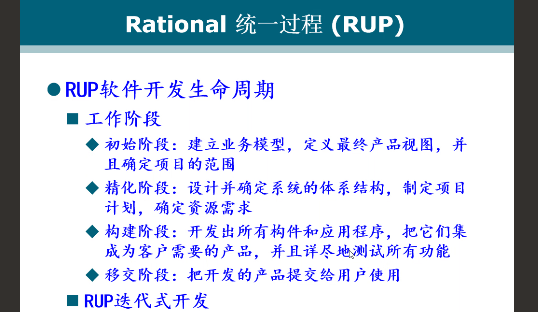 Rational 统一过程 (RUP)
RUP软件开发生命周期
工作阶段
初始阶段：建立业务模型，定义最终产品视图，并
且确定项目的范围
精化阶段：设计并确定系统的体系结构，制定项目
计划，确定资源需求
构建阶段：开发出所有构件和应用程序，把它们集
成为客户需要的产品，并且详尽地测试所有功能
移交阶段：把开发的产品提交给用户使用
RUP迭代式开发